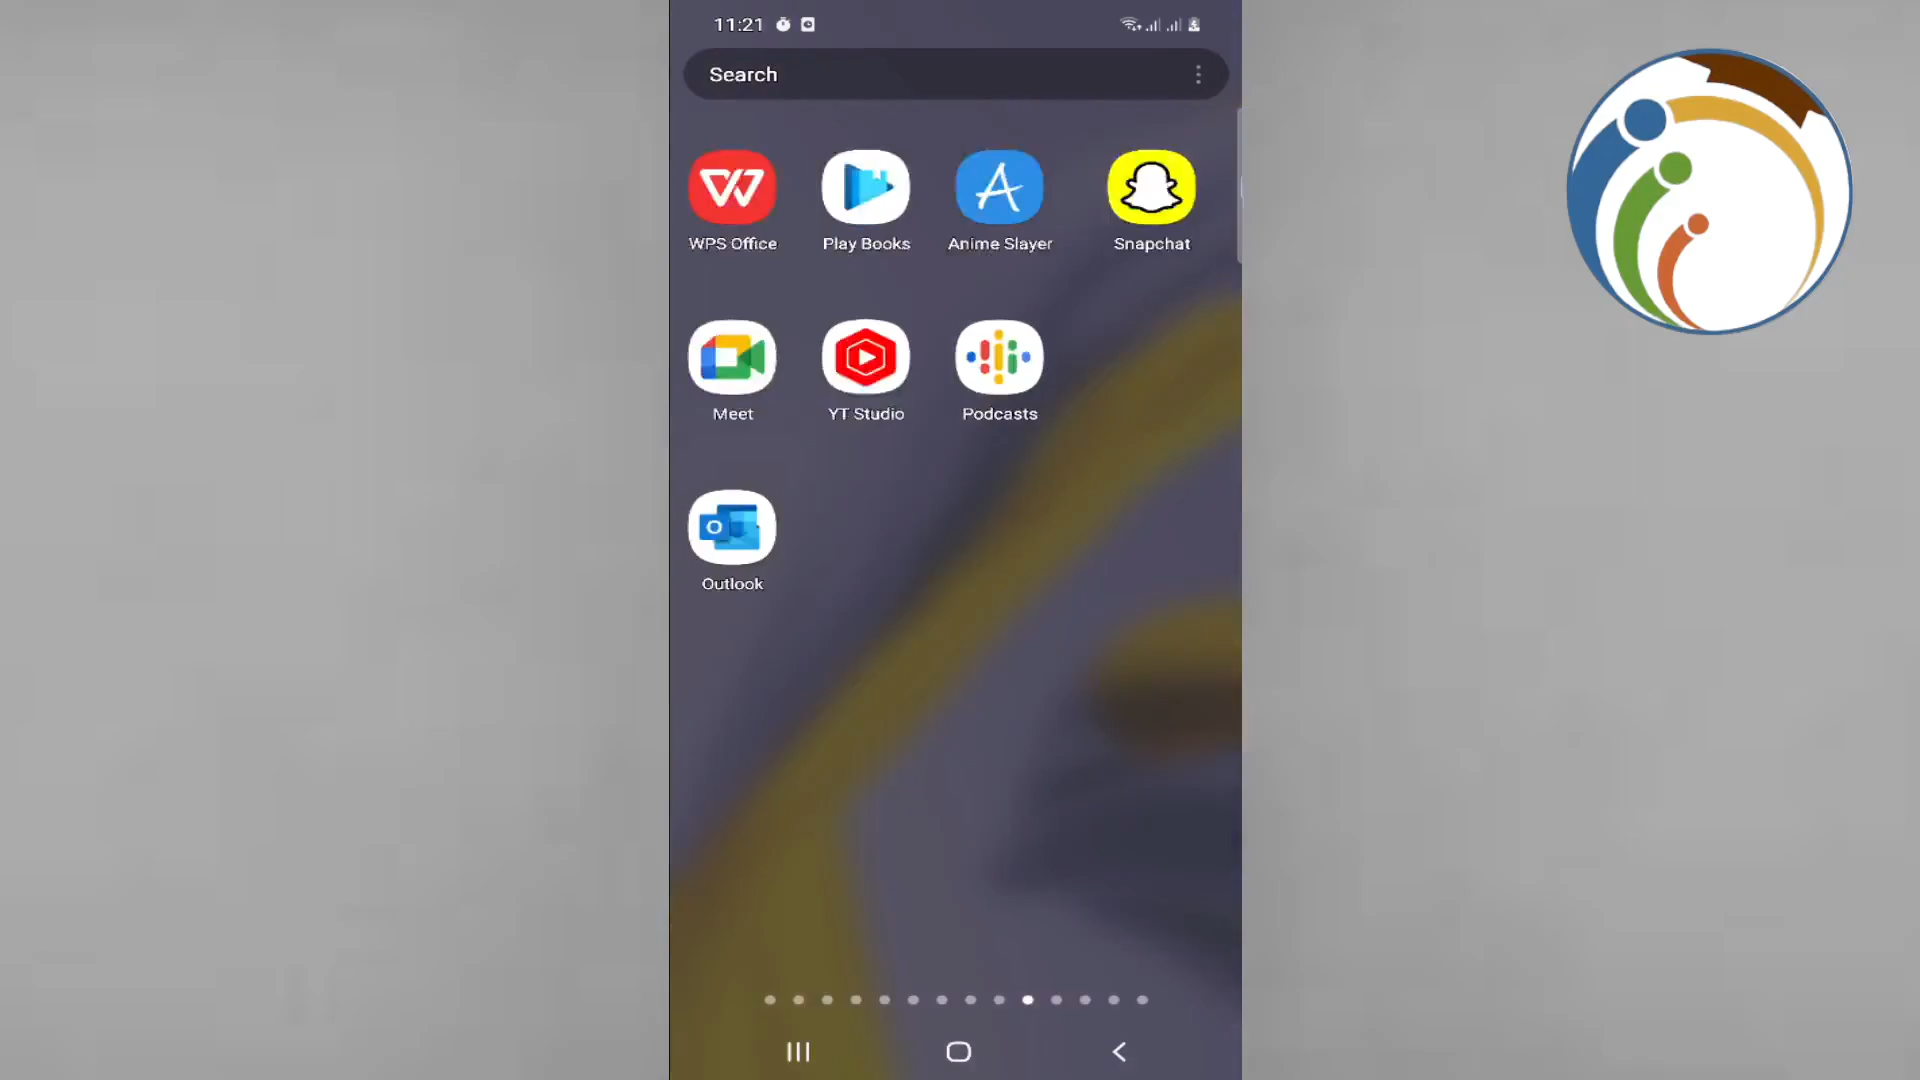 11:21
Search
WPS Office
Play Books
Anime Slayer
Snapchat
Meet
YT Studio
Podcasts
Outlook